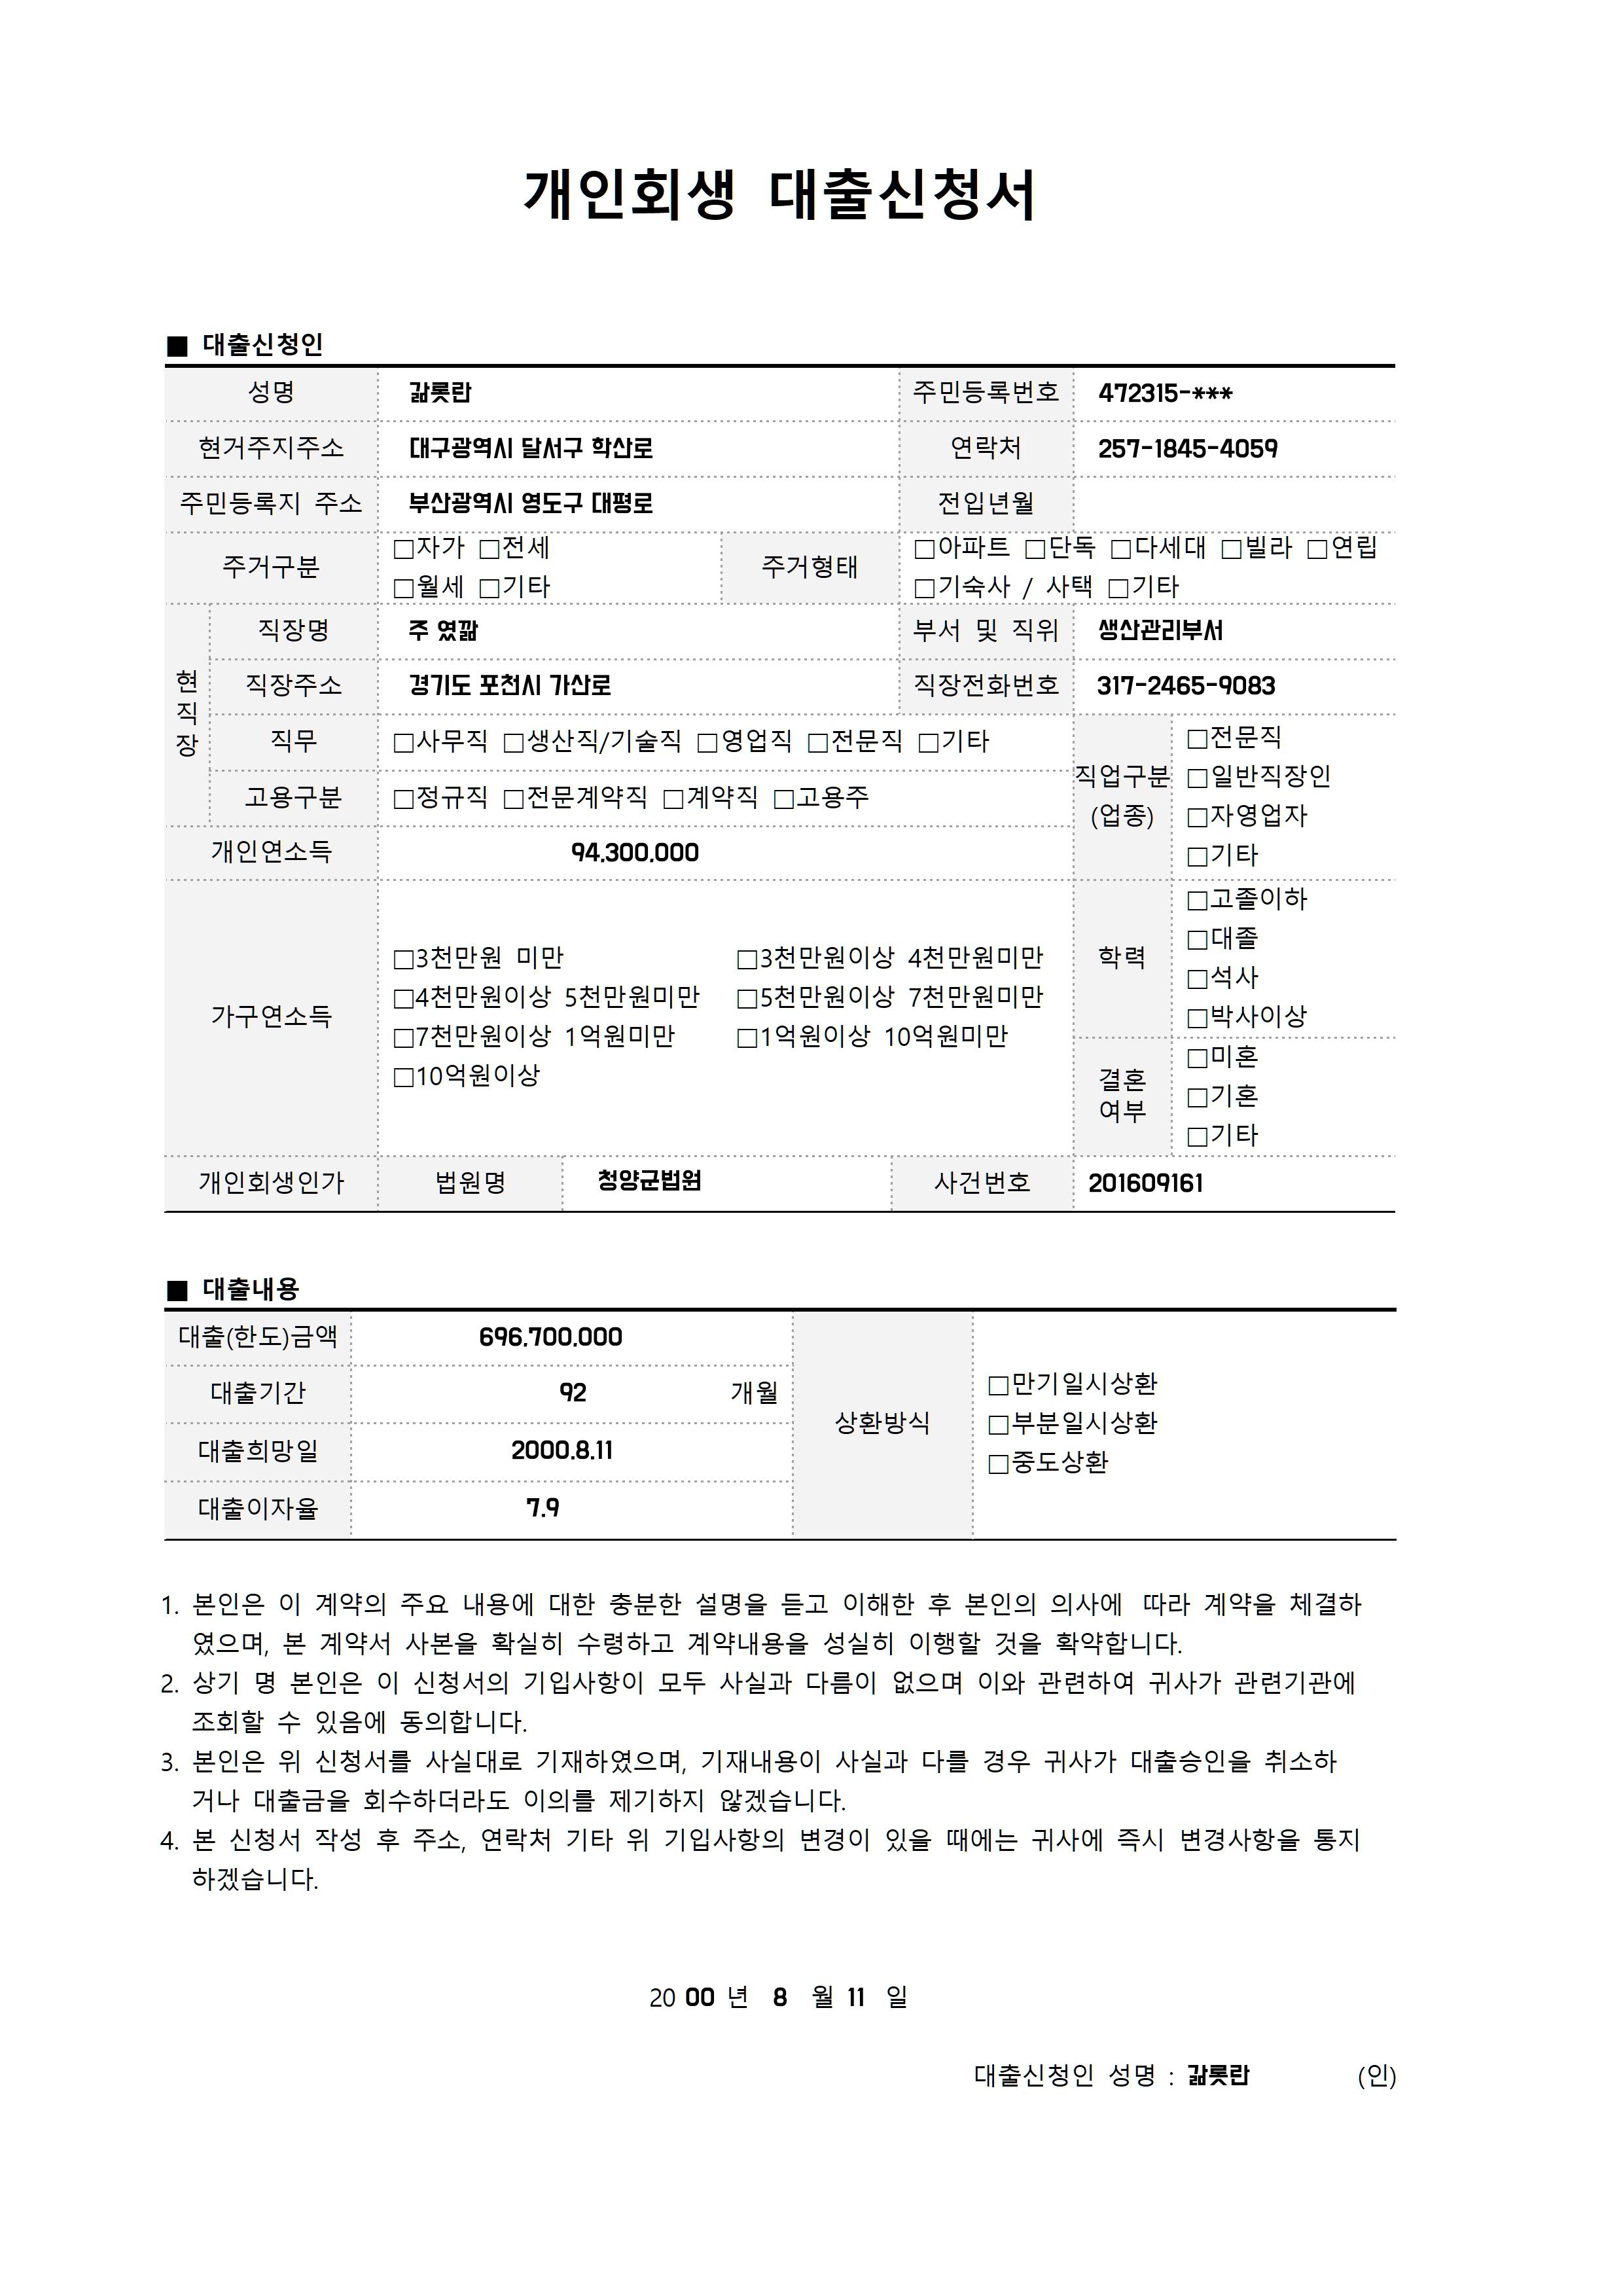 개인회생 대출신청서
■ 대출신청인
성명 갊롯란 주민등록번호 472315-***
현거주지주소 대구광역시 달서구 학산로 연락처 257-1845-4059
주민등록지 주소 부산광역시 영도구 대평로 전입년월
주거구분 □자가 □전세 □월세 □기타 주거형태 □아파트 □단독 □다세대 □빌라 □연립 □기숙사 / 사택 □기타
현직장
직장명 주 였깖 부서 및 직위 생산관리부서
직장주소 경기도 포천시 가산로 직장전화번호 317-2465-9083
직무 □사무직 □생산직/기술직 □영업직 □전문직 □기타
고용구분 □정규직 □전문계약직 □계약직 □고용주
직업구분 (업종) □전문직 □일반직장인 □자영업자 □기타
개인연소득 94,300,000
가구연소득
□3천만원 미만 □3천만원이상 4천만원미만
□4천만원이상 5천만원미만 □5천만원이상 7천만원미만
□7천만원이상 1억원미만 □1억원이상 10억원미만
□10억원이상
학력 □고졸이하 □대졸 □석사 □박사이상
결혼여부 □미혼 □기혼 □기타
개인회생인가 법원명 청양군법원 사건번호 201609161
■ 대출내용
대출(한도)금액 696,700,000
대출기간 92 개월
대출희망일 2000.8.11
대출이자율 7.9
상환방식 □만기일시상환 □부분일시상환 □중도상환
1. 본인은 이 계약의 주요 내용에 대한 충분한 설명을 듣고 이해한 후 본인의 의사에 따라 계약을 체결하
였으며, 본 계약서 사본을 확실히 수령하고 계약내용을 성실히 이행할 것을 확약합니다.
2. 상기 명 본인은 이 신청서의 기입사항이 모두 사실과 다름이 없으며 이와 관련하여 귀사가 관련기관에
조회할 수 있음에 동의합니다.
3. 본인은 위 신청서를 사실대로 기재하였으며, 기재내용이 사실과 다를 경우 귀사가 대출승인을 취소하
거나 대출금을 회수하더라도 이의를 제기하지 않겠습니다.
4. 본 신청서 작성 후 주소, 연락처 기타 위 기입사항의 변경이 있을 때에는 귀사에 즉시 변경사항을 통지
하겠습니다.
20 00 년 8 월 11 일
대출신청인 성명 : 갊롯란 (인)